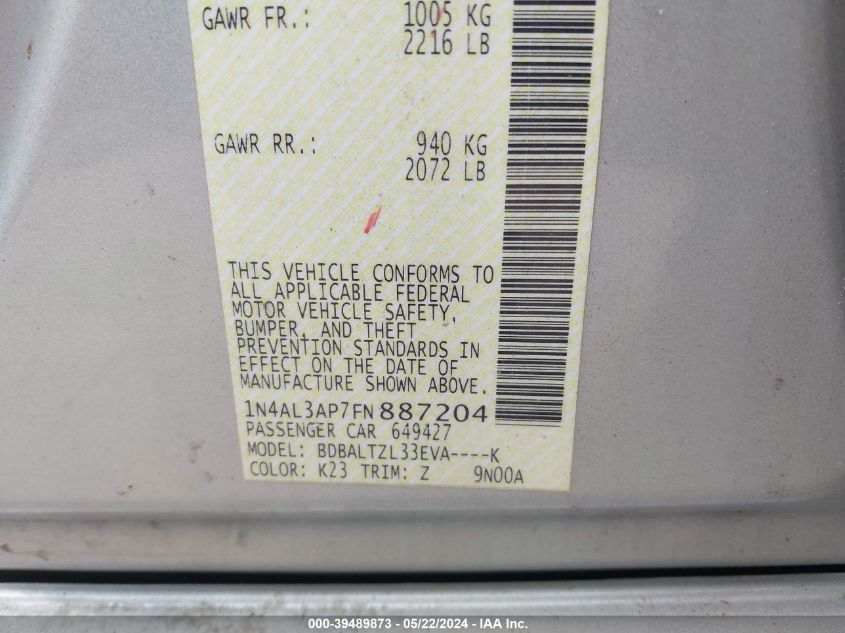 GAWR FR.: 1005 KG
2216 LB
GAWR RR.: 940 KG
2072 LB
THIS VEHICLE CONFORMS TO
ALL APPLICABLE FEDERAL
MOTOR VEHICLE SAFETY,
BUMPER, AND THEFT
PREVENTION STANDARDS IN
EFFECT ON THE DATE OF
MANUFACTURE SHOWN ABOVE.
1N4AL3AP7FN887204
PASSENGER CAR 649427
MODEL: BDBALTZL33EVA----K
COLOR: K23 TRIM: Z 9N00A
000-39489873 - 05/22/2024 - IAA Inc.